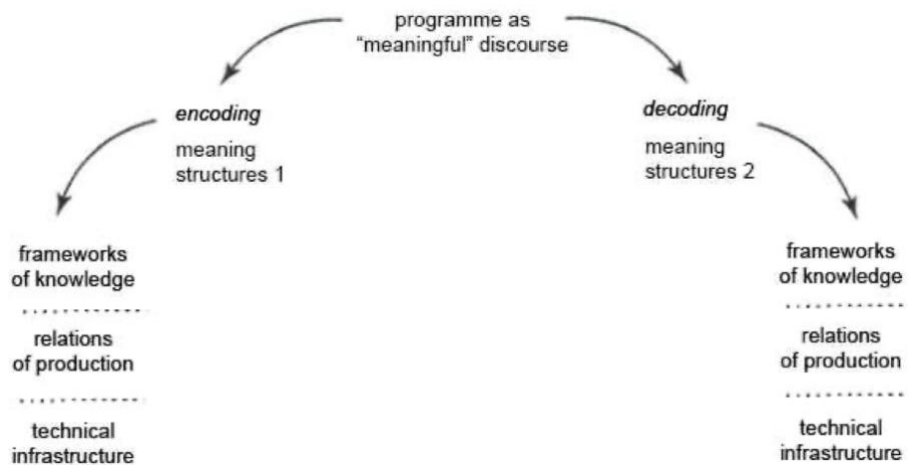 programme as
“meaningful” discourse
encoding
meaning
structures 1
frameworks
of knowledge
relations
of production
technical
infrastructure
decoding
meaning
structures 2
frameworks
of knowledge
relations
of production
technical
infrastructure